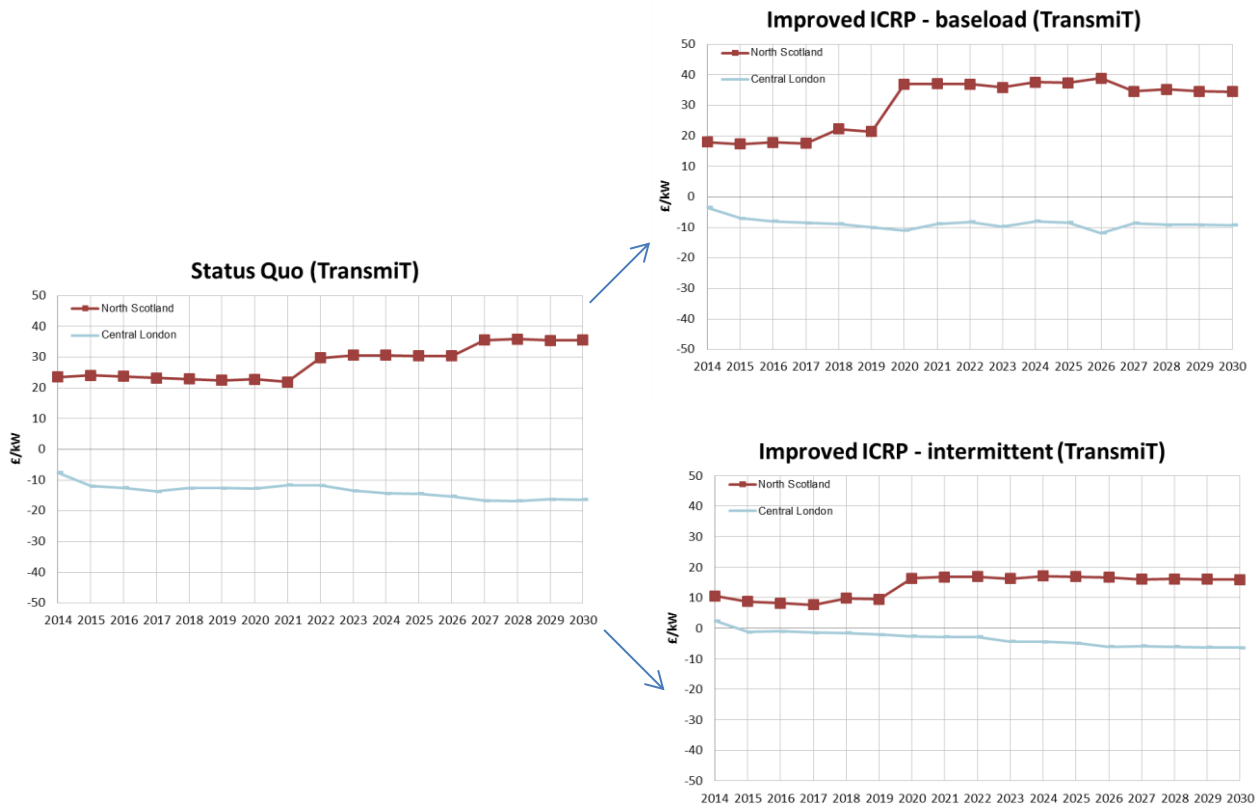 Status Quo (TransmiT)
50
40
30
20
10
0
-10
-20
-30
-40
-50
£/kW
North Scotland
Central London
2014 2015 2016 2017 2018 2019 2020 2021 2022 2023 2024 2025 2026 2027 2028 2029 2030
Improved ICRP - baseload (TransmiT)
50
40
30
20
10
0
-10
-20
-30
-40
-50
£/kW
North Scotland
Central London
2014 2015 2016 2017 2018 2019 2020 2021 2022 2023 2024 2025 2026 2027 2028 2029 2030
Improved ICRP - intermittent (TransmiT)
50
40
30
20
10
0
-10
-20
-30
-40
-50
£/kW
North Scotland
Central London
2014 2015 2016 2017 2018 2019 2020 2021 2022 2023 2024 2025 2026 2027 2028 2029 2030